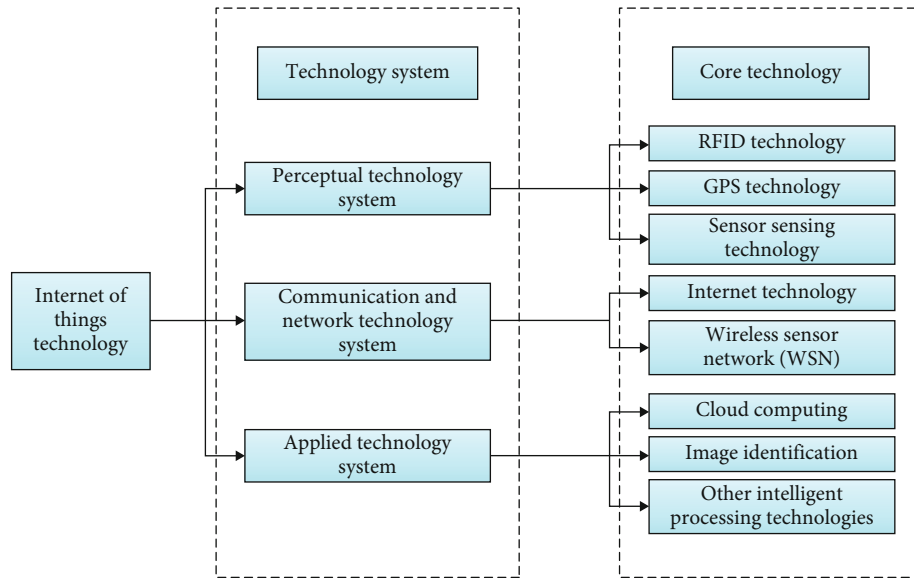 Technology system
Core technology
Internet of
things
technology
Perceptual technology
system
Communication and
network technology
system
Applied technology
system
RFID technology
GPS technology
Sensor sensing
technology
Internet technology
Wireless sensor
network (WSN)
Cloud computing
Image identification
Other intelligent
processing technologies